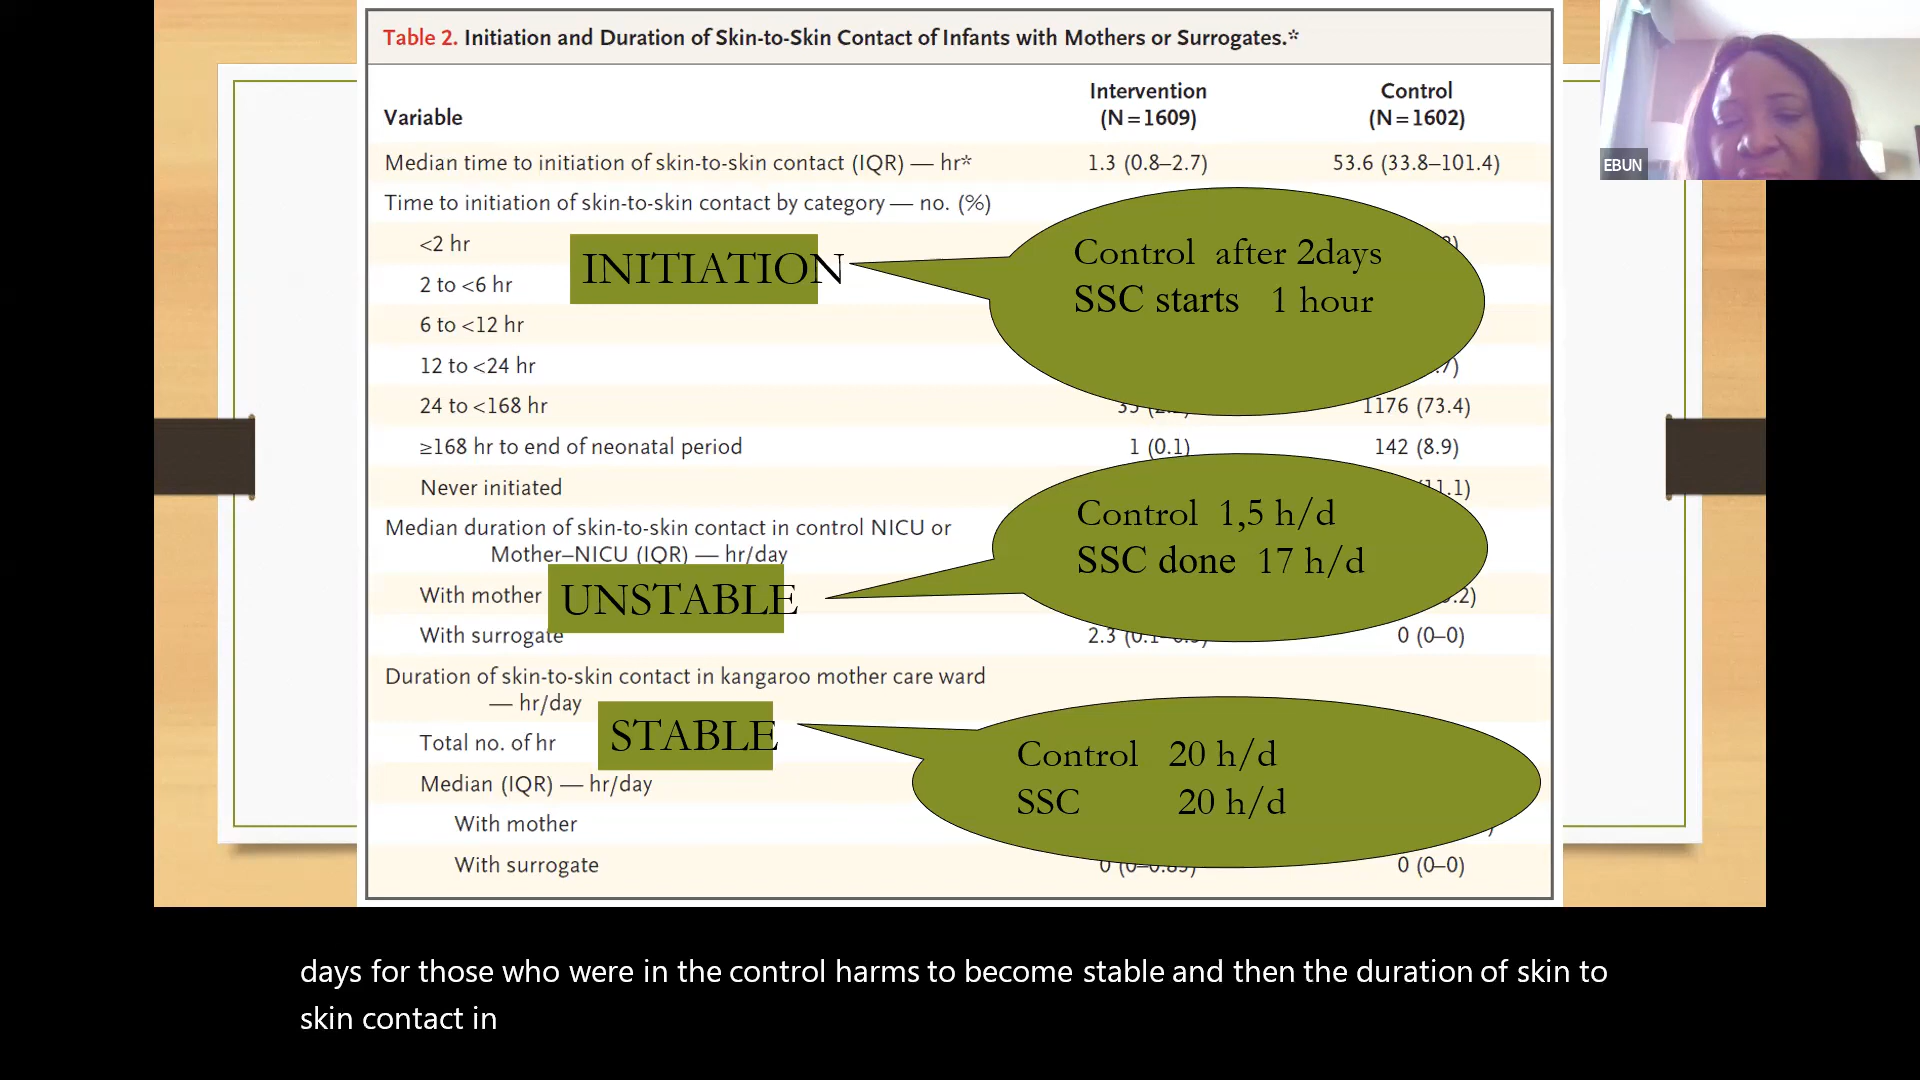 Table 2. Initiation and Duration of Skin-to-Skin Contact of Infants with Mothers or Surrogates.*
Intervention Control
Variable (N=1609) (N=1602)
Median time to initiation of skin-to-skin contact (IQR) — hr* 1.3 (0.8–2.7) 53.6 (33.8–101.4)
EBUN
Time to initiation of skin-to-skin contact by category — no. (%)
<2 hr
INITIATION
Control after 2days
SSC starts 1 hour
2 to <6 hr
6 to <12 hr
12 to <24 hr
24 to <168 hr 1176 (73.4)
≥168 hr to end of neonatal period 1 (0.1) 142 (8.9)
Never initiated
Median duration of skin-to-skin contact in control NICU or
Mother–NICU (IQR) — hr/day
Control 1,5 h/d
SSC done 17 h/d
With mother
UNSTABLE
With surrogate 2.3 0 (0–0)
Duration of skin-to-skin contact in kangaroo mother care ward
— hr/day
STABLE
Control 20 h/d
SSC 20 h/d
Total no. of hr
Median (IQR) — hr/day
With mother
With surrogate 0 (0–0)
days for those who were in the control harms to become stable and then the duration of skin to
skin contact in